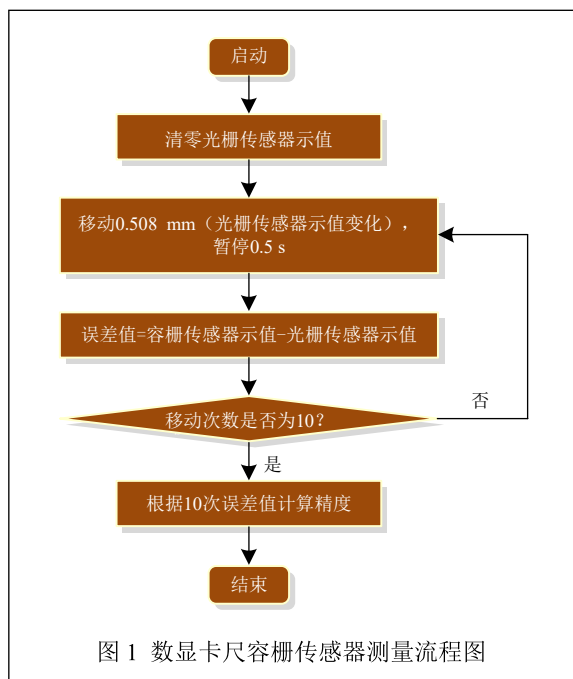 启动
清零光栅传感器示值
移动0.508 mm（光栅传感器示值变化），
暂停0.5 s
误差值=容栅传感器示值−光栅传感器示值
移动次数是否为10？
否
是
根据10次误差值计算精度
结束
图 1 数显卡尺容栅传感器测量流程图